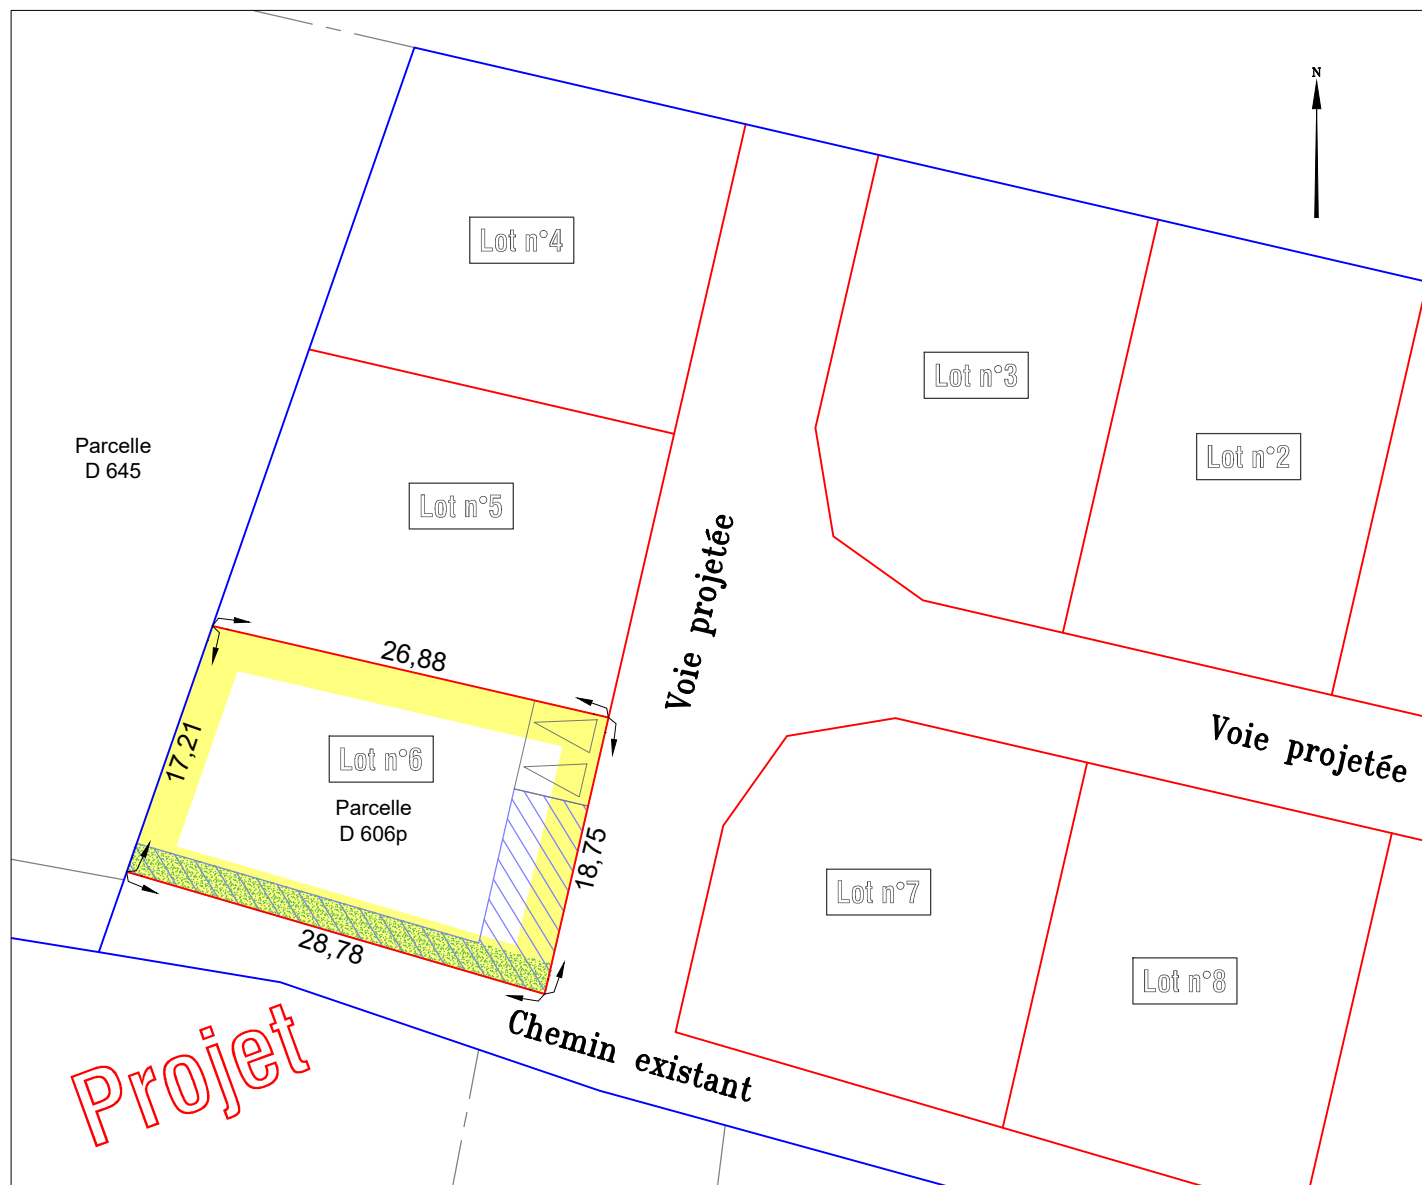 N
Lot n°4
Lot n°3
Lot n°2
Parcelle
D 645
Lot n°5
Voie projetée
26,88
17,21
Lot n°6
Parcelle
D 606p
18,75
Voie projetée
Lot n°7
28,78
Lot n°8
Projet
Chemin existant